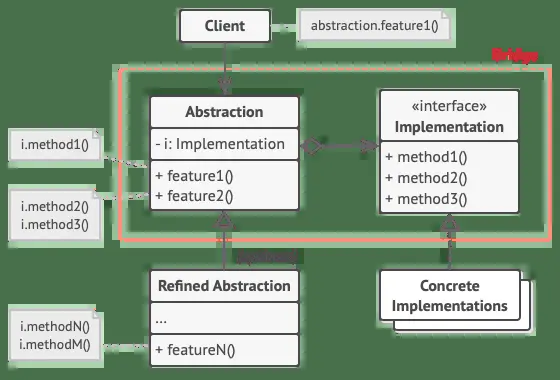 Client
abstraction.feature1()
Bridge
Abstraction
- i: Implementation
+ feature1()
+ feature2()
«interface»
Implementation
+ method1()
+ method2()
+ method3()
i.method1()
i.method2()
i.method3()
Refined Abstraction
...
+ featureN()
i.methodN()
i.methodM()
Concrete
Implementations